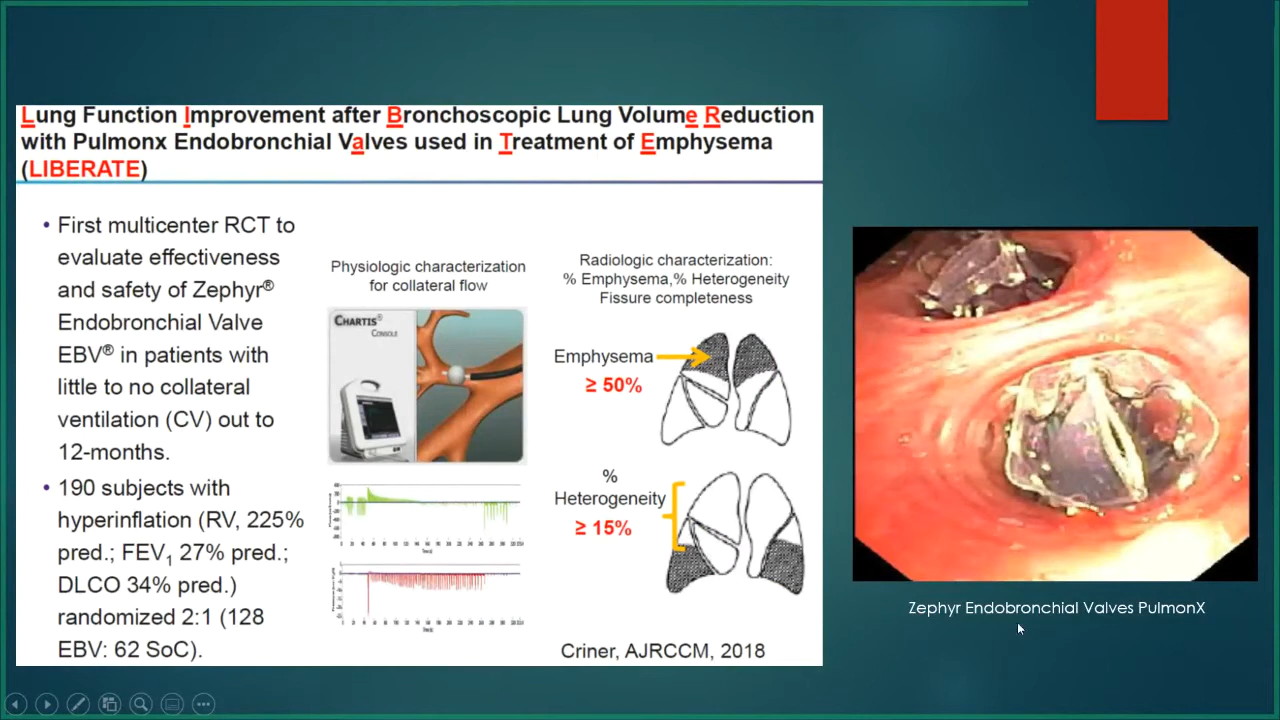 Lung Function Improvement after Bronchoscopic Lung Volume Reduction
with Pulmonx Endobronchial Valves used in Treatment of Emphysema
(LIBERATE)
• First multicenter RCT to
evaluate effectiveness
and safety of Zephyr®
Endobronchial Valve
EBV® in patients with
little to no collateral
ventilation (CV) out to
12-months.
• 190 subjects with
hyperinflation (RV, 225%
pred.; FEV1 27% pred.;
DLCO 34% pred.)
randomized 2:1 (128
EBV: 62 SoC).
Physiologic characterization
for collateral flow
CHARTIS®
CONSOLE
Radiologic characterization:
% Emphysema,% Heterogeneity
Fissure completeness
Emphysema
≥ 50%
%
Heterogeneity
≥ 15%
Criner, AJRCCM, 2018
Zephyr Endobronchial Valves PulmonX